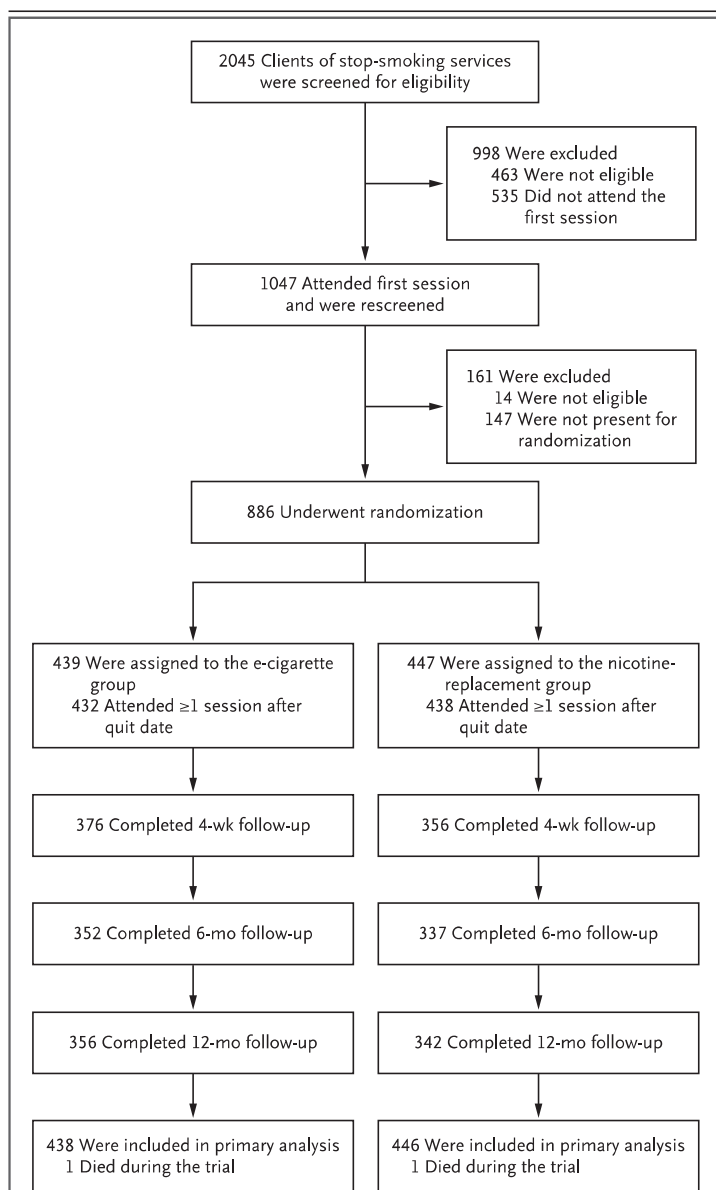 2045 Clients of stop-smoking services
were screened for eligibility
998 Were excluded
463 Were not eligible
535 Did not attend the
first session
1047 Attended first session
and were rescreened
161 Were excluded
14 Were not eligible
147 Were not present for
randomization
886 Underwent randomization
439 Were assigned to the e-cigarette
group
432 Attended ≥1 session after
quit date
447 Were assigned to the nicotine-
replacement group
438 Attended ≥1 session after
quit date
376 Completed 4-wk follow-up
356 Completed 4-wk follow-up
352 Completed 6-mo follow-up
337 Completed 6-mo follow-up
356 Completed 12-mo follow-up
342 Completed 12-mo follow-up
438 Were included in primary analysis
1 Died during the trial
446 Were included in primary analysis
1 Died during the trial